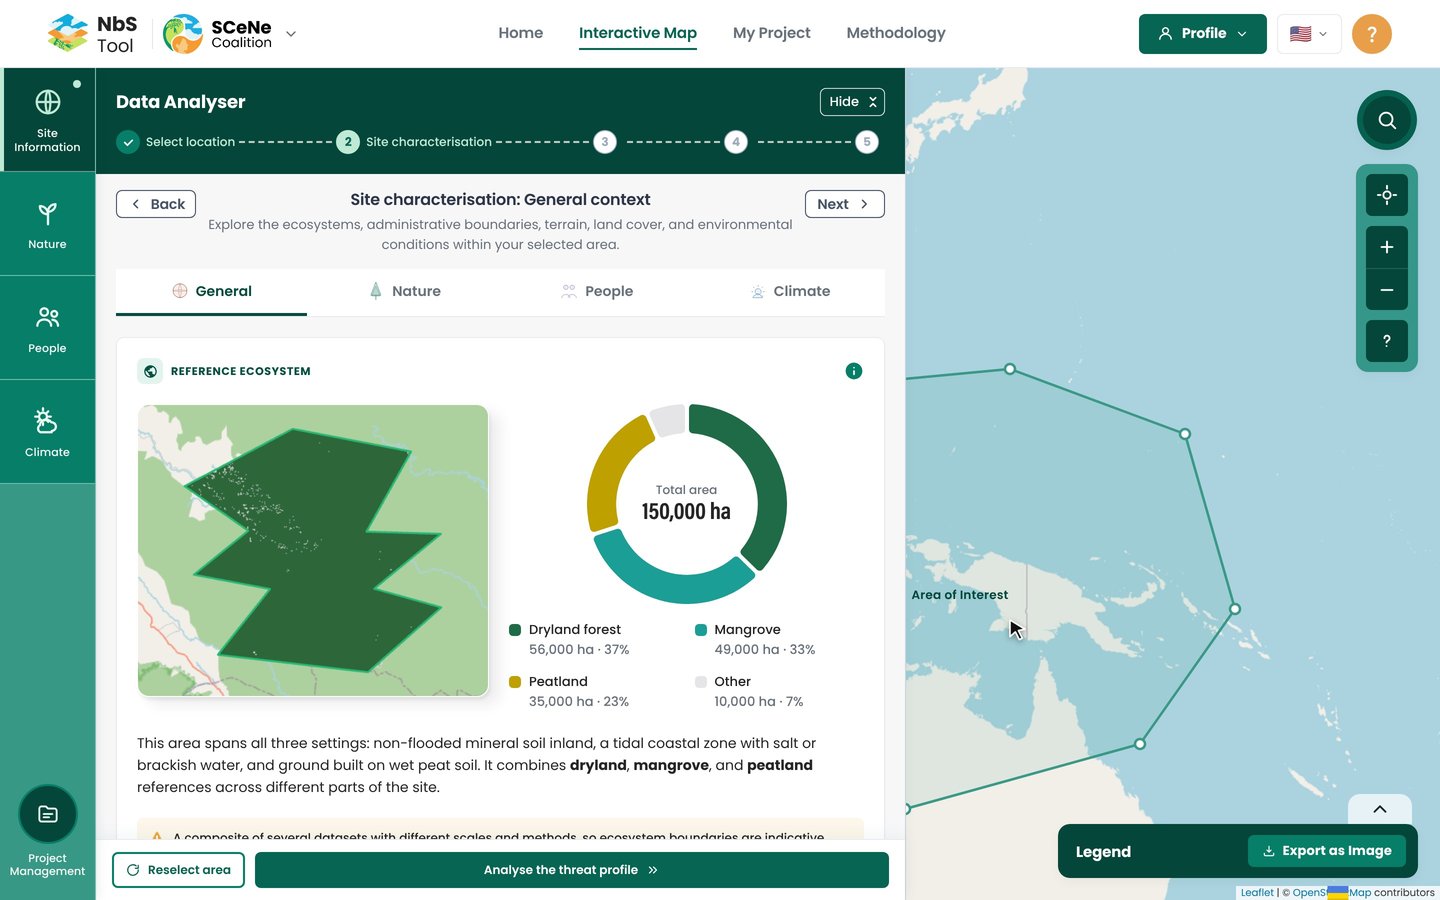 NbS
Tool
SCeNe
Coalition
Home
Interactive Map
My Project
Methodology
Profile
?
Site
Information
Nature
People
Climate
Project
Management
Data Analyser
Hide
Select location
2
Site characterisation
3
4
5
Back
Site characterisation: General context
Next
Explore the ecosystems, administrative boundaries, terrain, land cover, and environmental
conditions within your selected area.
General
Nature
People
Climate
REFERENCE ECOSYSTEM
i
Total area
150,000 ha
Dryland forest
56,000 ha · 37%
Mangrove
49,000 ha · 33%
Peatland
35,000 ha · 23%
Other
10,000 ha · 7%
This area spans all three settings: non-flooded mineral soil inland, a tidal coastal zone with salt or
brackish water, and ground built on wet peat soil. It combines dryland, mangrove, and peatland
references across different parts of the site.
A composite of several datasets with different scales and methods, so ecosystem boundaries are indicative
Reselect area
Analyse the threat profile
Area of Interest
+
−
?
Legend
Export as Image
Leaflet | © OpenS Map contributors